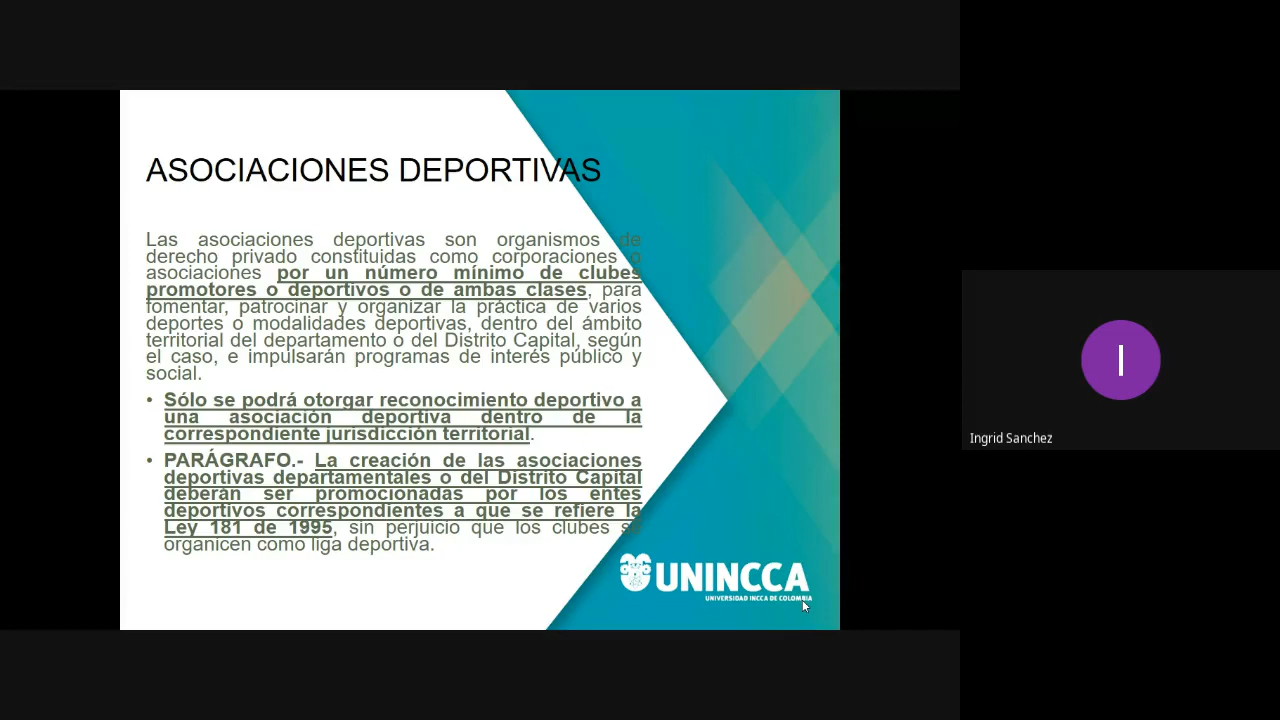 ASOCIACIONES DEPORTIVAS
Las asociaciones deportivas son organismos de
derecho privado constituidas como corporaciones o
asociaciones por un número mínimo de clubes
promotores o deportivos o de ambas clases, para
fomentar, patrocinar y organizar la práctica de varios
deportes o modalidades deportivas, dentro del ámbito
territorial del departamento o del Distrito Capital, según
el caso, e impulsarán programas de interés público y
social.
• Sólo se podrá otorgar reconocimiento deportivo a
una asociación deportiva dentro de la
correspondiente jurisdicción territorial.
• PARÁGRAFO.- La creación de las asociaciones
deportivas departamentales o del Distrito Capital
deberán ser promocionadas por los entes
deportivos correspondientes a que se refiere la
Ley 181 de 1995, sin perjuicio que los clubes se
organicen como liga deportiva.
UNINCCA
UNIVERSIDAD INCCA DE COLOMBIA
I
Ingrid Sanchez